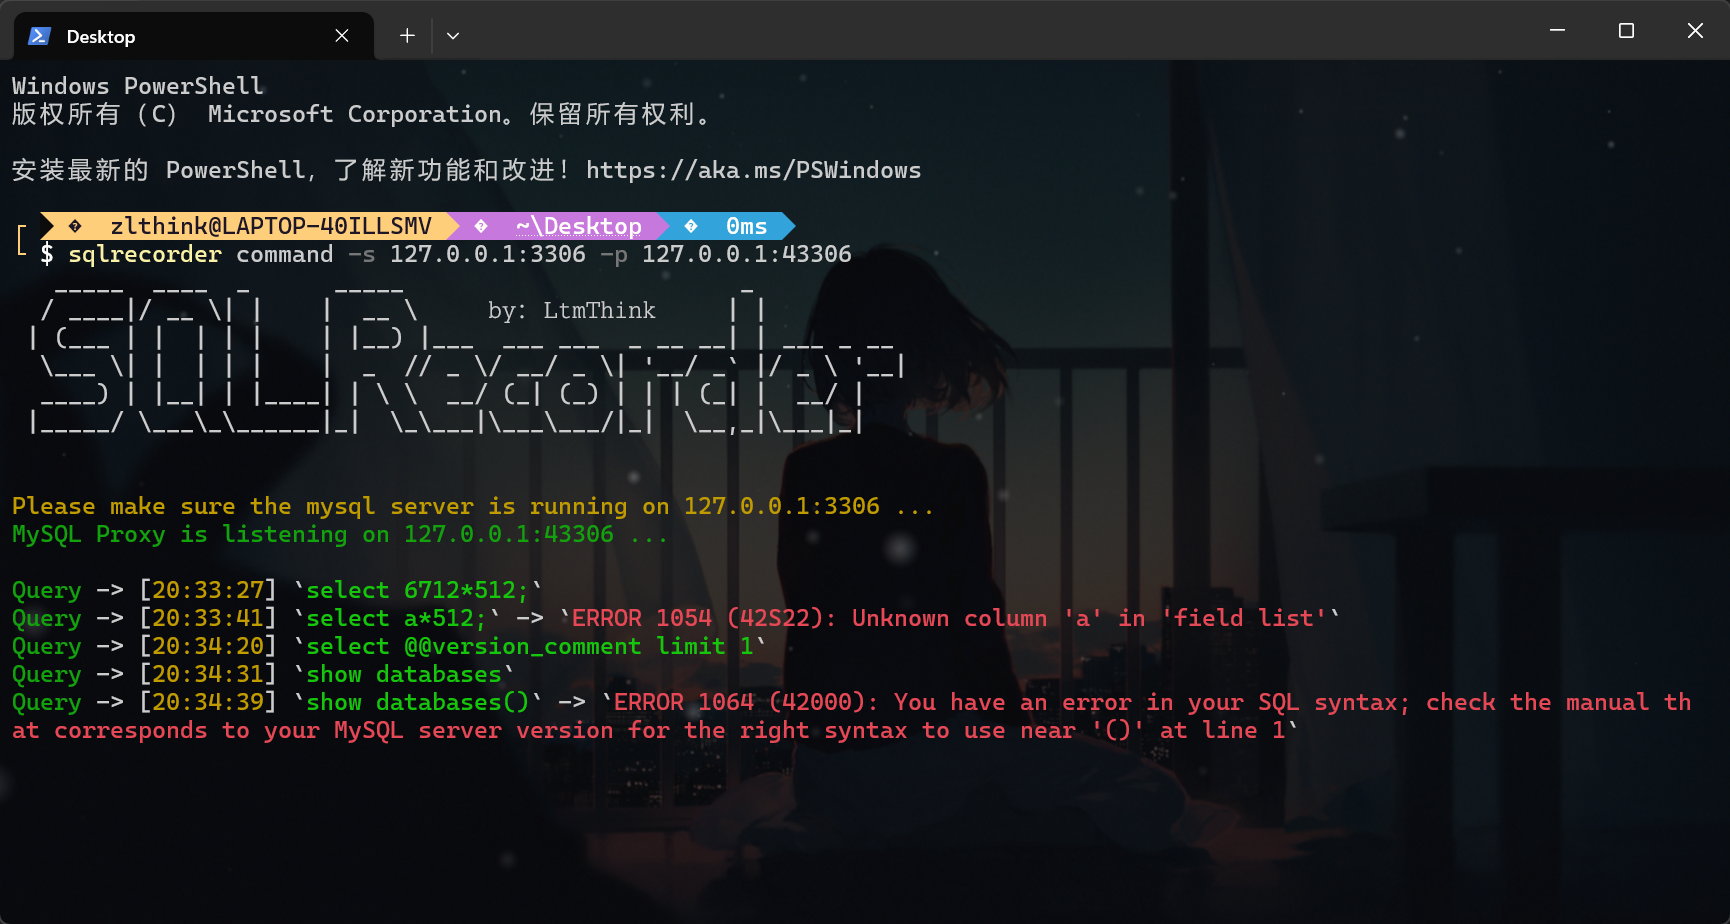 Desktop
Windows PowerShell
版权所有 (C) Microsoft Corporation。保留所有权利。
安装最新的 PowerShell，了解新功能和改进！https://aka.ms/PSWindows
zlthink@LAPTOP-40ILLSMV ~\Desktop 0ms
$ sqlrecorder command -s 127.0.0.1:3306 -p 127.0.0.1:43306
SQLRecorder
by: LtmThink
Please make sure the mysql server is running on 127.0.0.1:3306 ...
MySQL Proxy is listening on 127.0.0.1:43306 ...
Query -> [20:33:27] `select 6712*512;`
Query -> [20:33:41] `select a*512;` -> `ERROR 1054 (42S22): Unknown column 'a' in 'field list'`
Query -> [20:34:20] `select @@version_comment limit 1`
Query -> [20:34:31] `show databases`
Query -> [20:34:39] `show databases()` -> `ERROR 1064 (42000): You have an error in your SQL syntax; check the manual th
at corresponds to your MySQL server version for the right syntax to use near '()' at line 1`